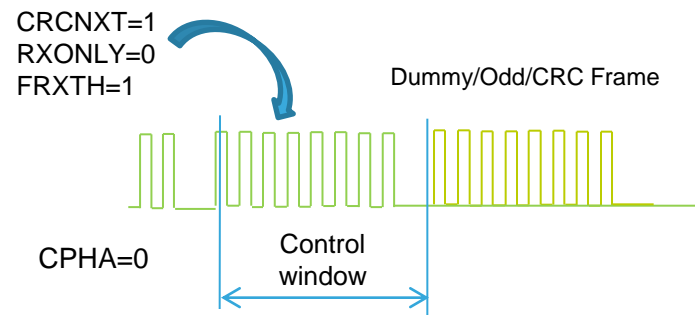 CRCNXT=1
RXONLY=0
FRXTH=1
Dummy/Odd/CRC Frame
CPHA=0
Control
window